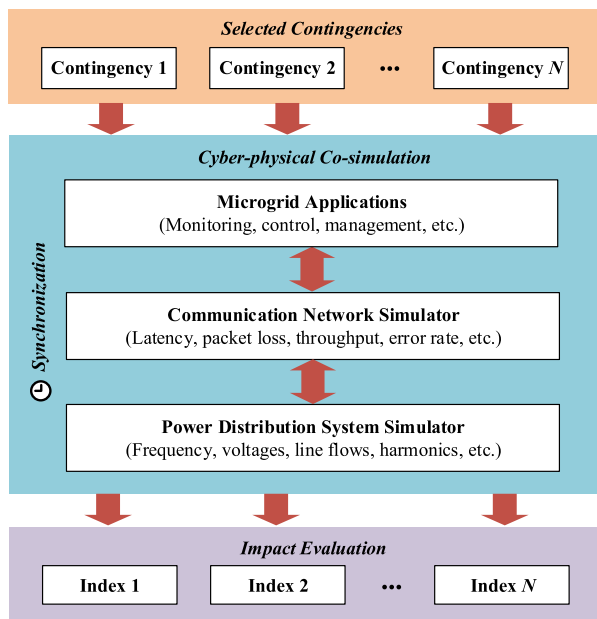 Selected Contingencies
Contingency 1
Contingency 2
...
Contingency N
Cyber-physical Co-simulation
Microgrid Applications
(Monitoring, control, management, etc.)
Synchronization
Communication Network Simulator
(Latency, packet loss, throughput, error rate, etc.)
Power Distribution System Simulator
(Frequency, voltages, line flows, harmonics, etc.)
Impact Evaluation
Index 1
Index 2
...
Index N